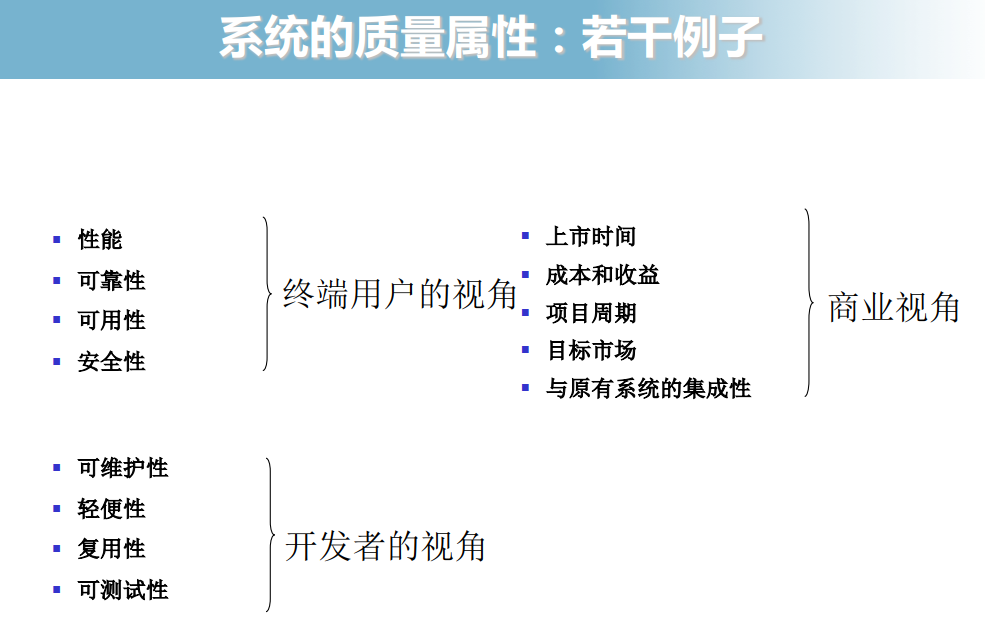 系统的质量属性：若干例子
性能
可靠性
可用性
安全性
终端用户的视角
上市时间
成本和收益
项目周期
目标市场
与原有系统的集成性
商业视角
可维护性
轻便性
复用性
可测试性
开发者的视角